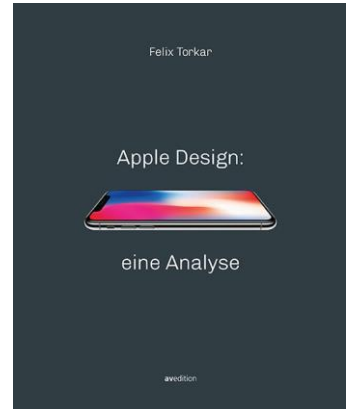 Felix Torkar
Apple Design:
eine Analyse
avedition